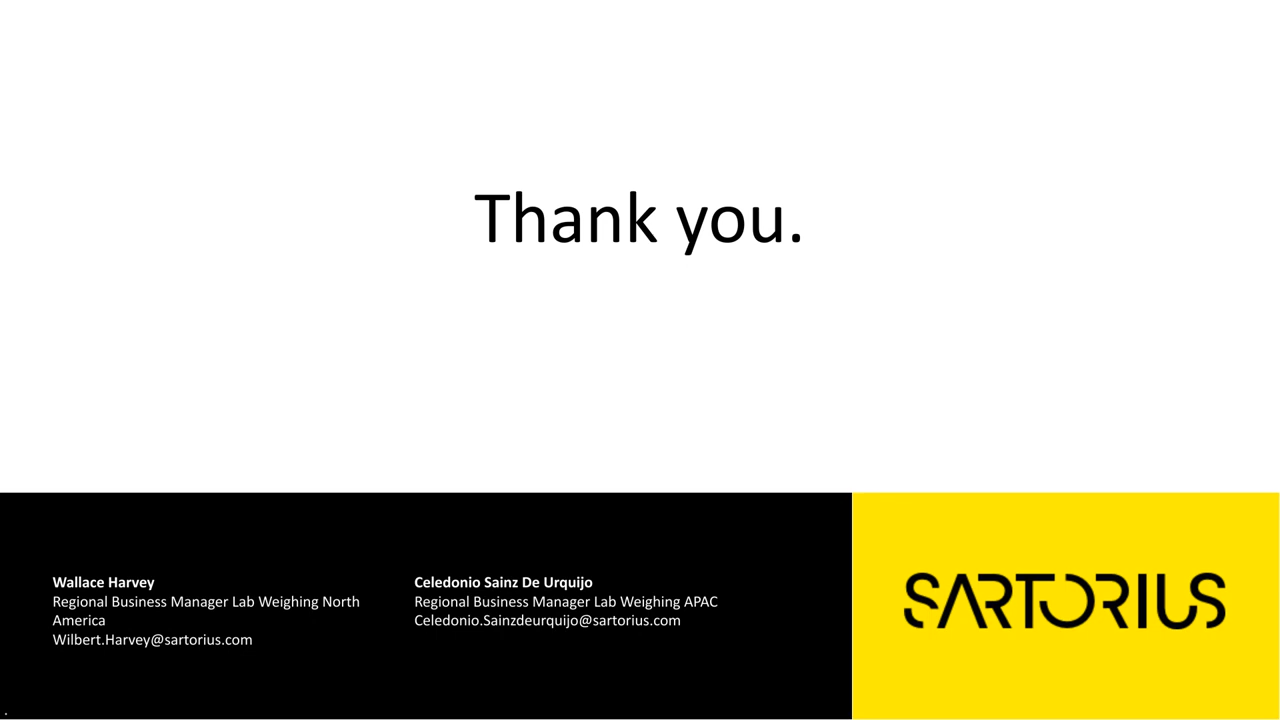 Thank you.
Wallace Harvey
Regional Business Manager Lab Weighing North
America
Wilbert.Harvey@sartorius.com
Celedonio Sainz De Urquijo
Regional Business Manager Lab Weighing APAC
Celedonio.Sainzdeurquijo@sartorius.com
SARTORIUS
.